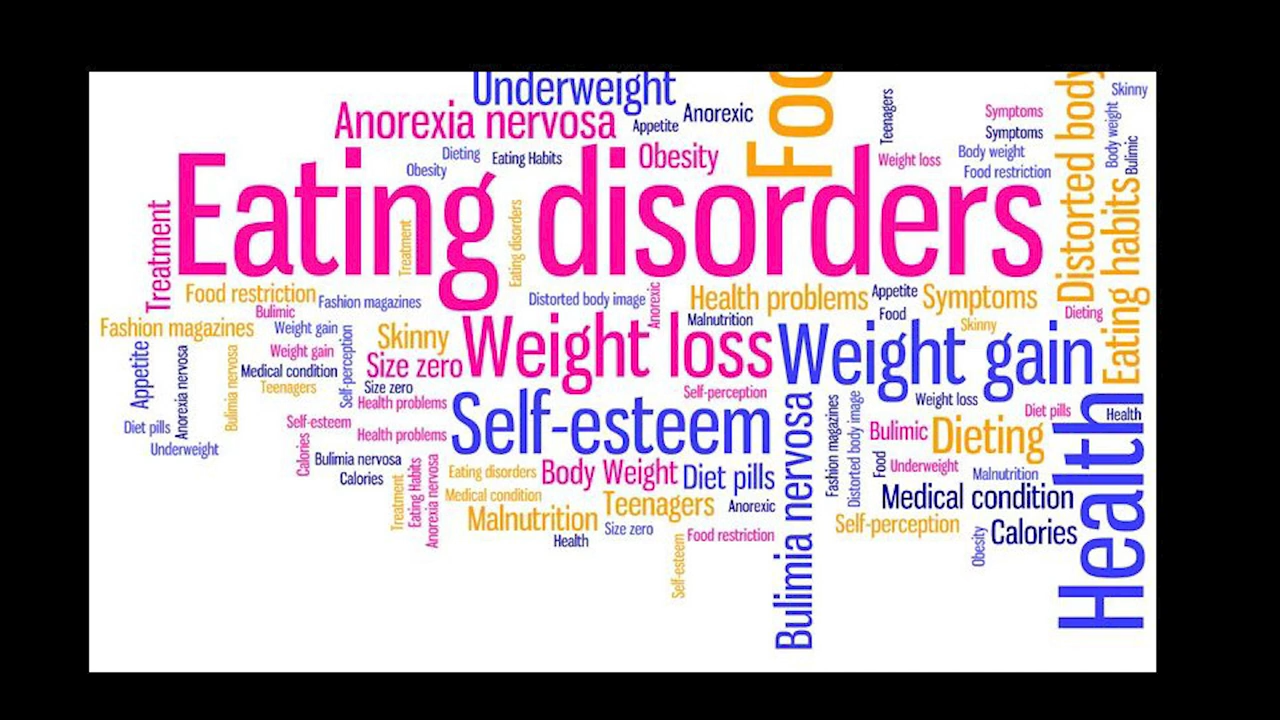 Underweight
Skinny
Anorexia nervosa
Appetite
Anorexic
Foo
Teenagers
Symptoms
Symptoms
Distorted body
Body weight
Bulimic
Dieting
Eating Habits
Obesity
Obesity
Weight loss
Body weight
Food restriction
Eating disorders
Treatment
Treatment
Eating disorders
Eating habits
Food restriction
Fashion magazines
Distorted body image
Anorexic
Health problems
Appetite
Symptoms
Bulimic
Malnutrition
Food
Skinny
Dieting
Fashion magazines
Weight gain
Self-perception
Skinny
Weight loss
Weight gain
Appetite
Anorexia nervosa
Bulimia nervosa
Weight gain
Medical condition
Size zero
Teenagers
Size zero
Self-perception
Health problems
Weight loss
Diet pills
Health
Self-esteem
Self-esteem
Bulimia nervosa
Fashion magazines
Distorted body image
Diet pills
Underweight
Health problems
Bulimic
Dieting
Health
Calories
Bulimia nervosa
Calories
Treatment
Eating Habits
Anorexia nervosa
Eating disorders
Body Weight
Diet pills
Food
Underweight
Malnutrition
Medical condition
Teenagers
Anorexic
Medical condition
Malnutrition
Size zero
Self-perception
Health
Food restriction
Self-esteem
Obesity
Calories